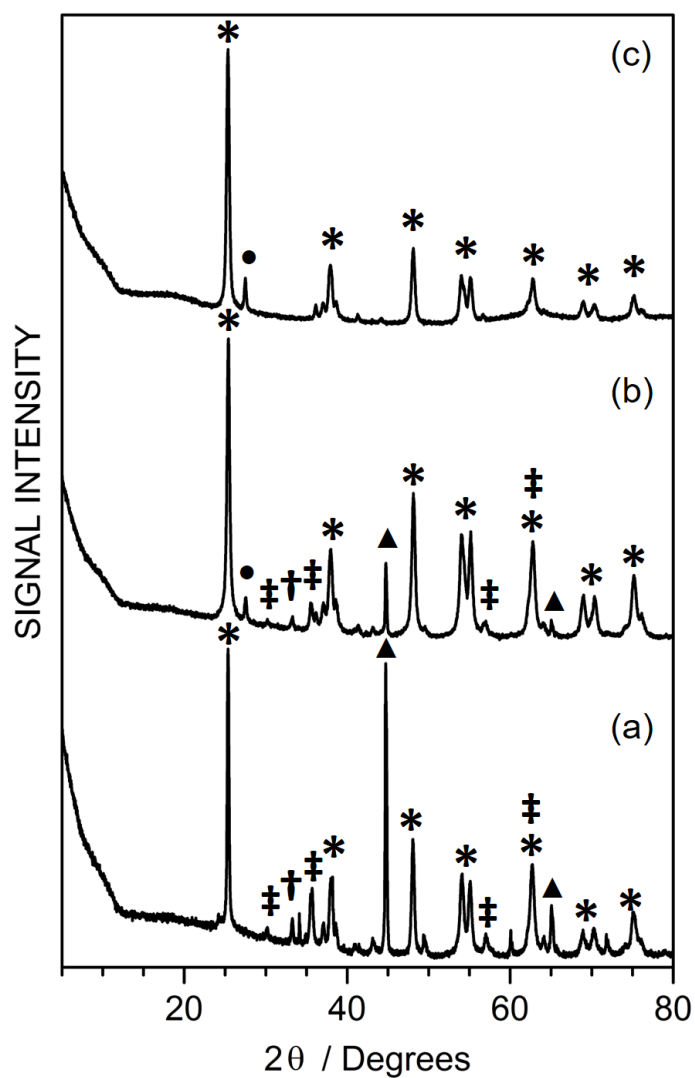 *
(c)
* * * * * *
●
SIGNAL INTENSITY
*
(b)
* * * ‡ * * *
● ‡ † ‡ ▲ ‡ ▲
*
▲
(a)
‡ † ‡ * * * ‡ ‡ * ▲ * *
20 40 60 80
2θ / Degrees